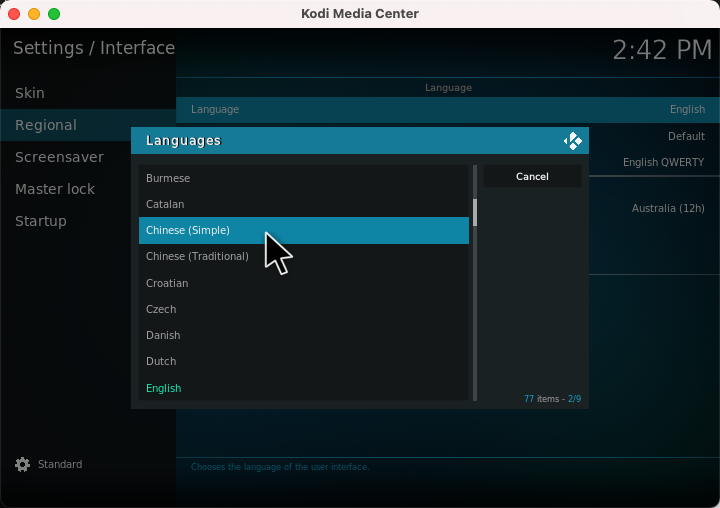 Kodi Media Center
Settings / Interface
2:42 PM
Skin
Regional
Screensaver
Master lock
Startup
Standard
Language
Language English
Default
English QWERTY
Australia (12h)
Languages
Burmese
Catalan
Chinese (Simple)
Chinese (Traditional)
Croatian
Czech
Danish
Dutch
English
Cancel
77 items - 2/9
Chooses the language of the user interface.